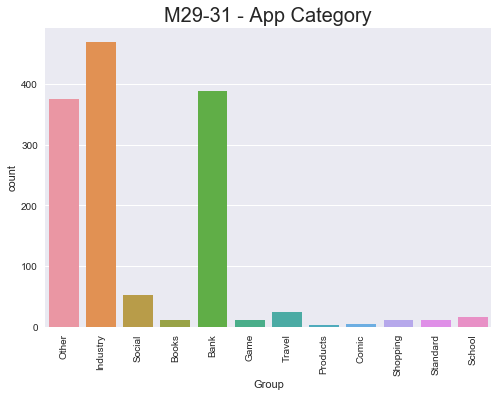 M29-31 - App Category
count
400
300
200
100
0
Other
Industry
Social
Books
Bank
Game
Travel
Products
Comic
Shopping
Standard
School
Group